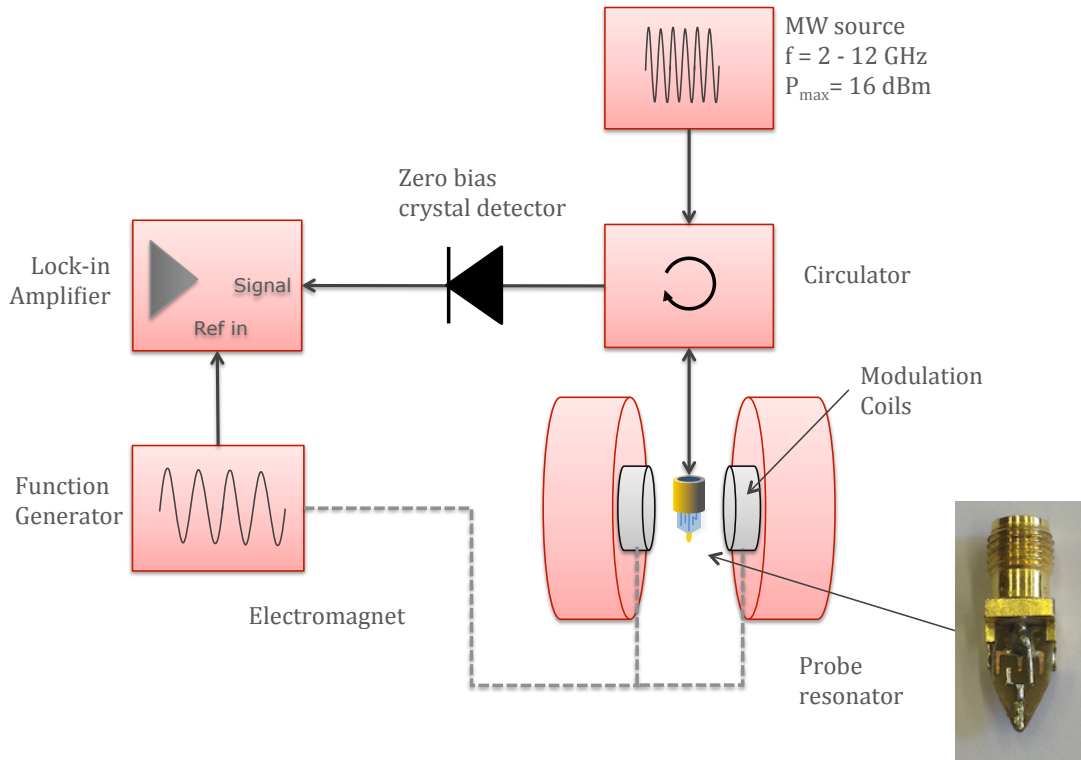 MW source
f = 2 - 12 GHz
Pmax= 16 dBm
Zero bias
crystal detector
Lock-in
Amplifier
Signal
Ref in
Circulator
Modulation
Coils
Function
Generator
Electromagnet
Probe
resonator